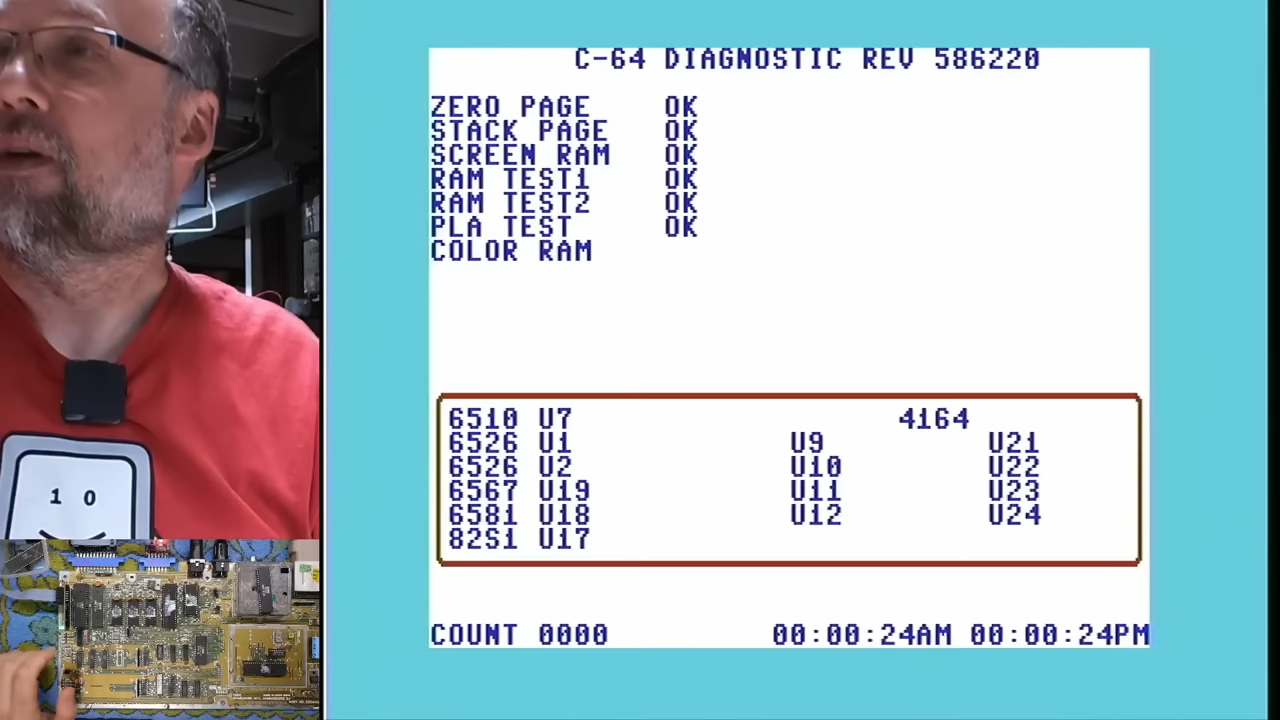 C-64 DIAGNOSTIC REV 586220
ZERO PAGE OK
STACK PAGE OK
SCREEN RAM OK
RAM TEST1 OK
RAM TEST2 OK
PLA TEST OK
COLOR RAM
6510 U7 4164
6526 U1 U9 U21
6526 U2 U10 U22
6567 U19 U11 U23
6581 U18 U12 U24
82S1 U17
COUNT 0000 00:00:24AM 00:00:24PM
1 0